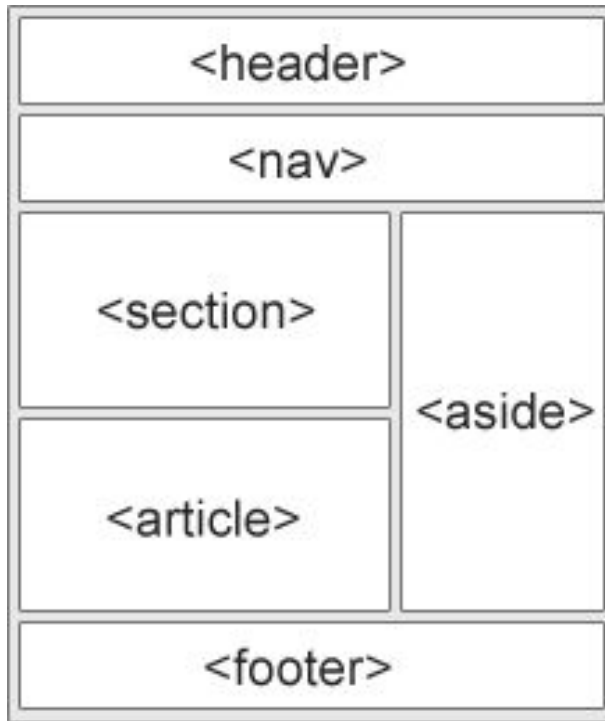 <header>
<nav>
<section>
<aside>
<article>
<footer>